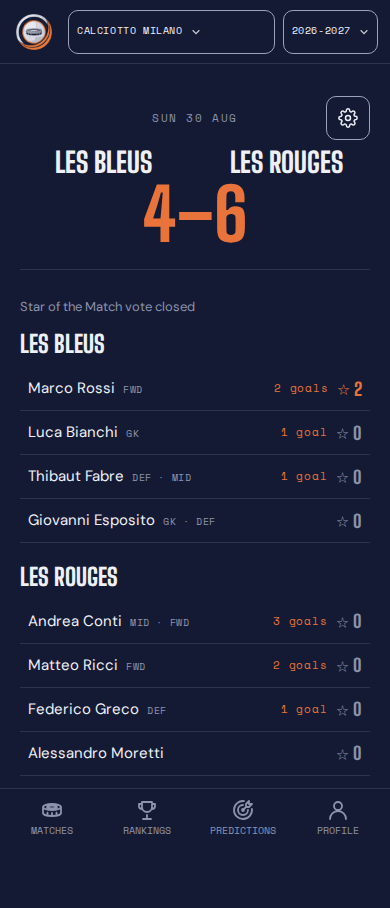 CALCIOTTO MILANO 2026-2027
SUN 30 AUG
LES BLEUS LES ROUGES
4–6
Star of the Match vote closed
LES BLEUS
Marco Rossi FWD 2 goals ☆ 2
Luca Bianchi GK 1 goal ☆ 0
Thibaut Fabre DEF · MID 1 goal ☆ 0
Giovanni Esposito GK · DEF ☆ 0
LES ROUGES
Andrea Conti MID · FWD 3 goals ☆ 0
Matteo Ricci FWD 2 goals ☆ 0
Federico Greco DEF 1 goal ☆ 0
Alessandro Moretti ☆ 0
MATCHES RANKINGS PREDICTIONS PROFILE